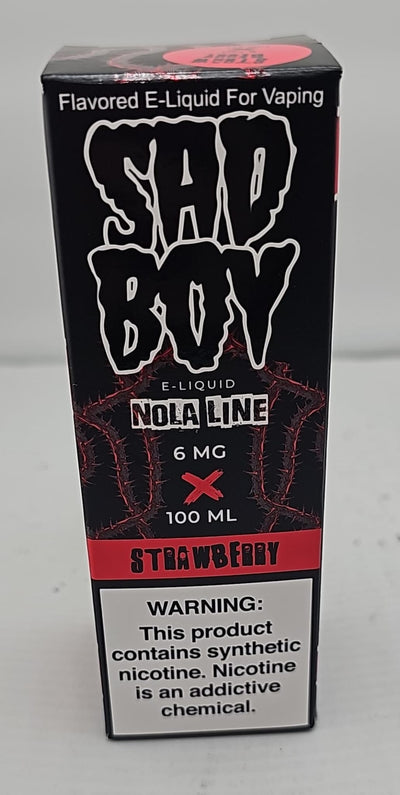 Flavored E-Liquid For Vaping
SAD
BOY
E-LIQUID
NOLA LINE
6 MG
X
100 ML
STRAWBERRY
WARNING:
This product
contains synthetic
nicotine. Nicotine
is an addictive
chemical.